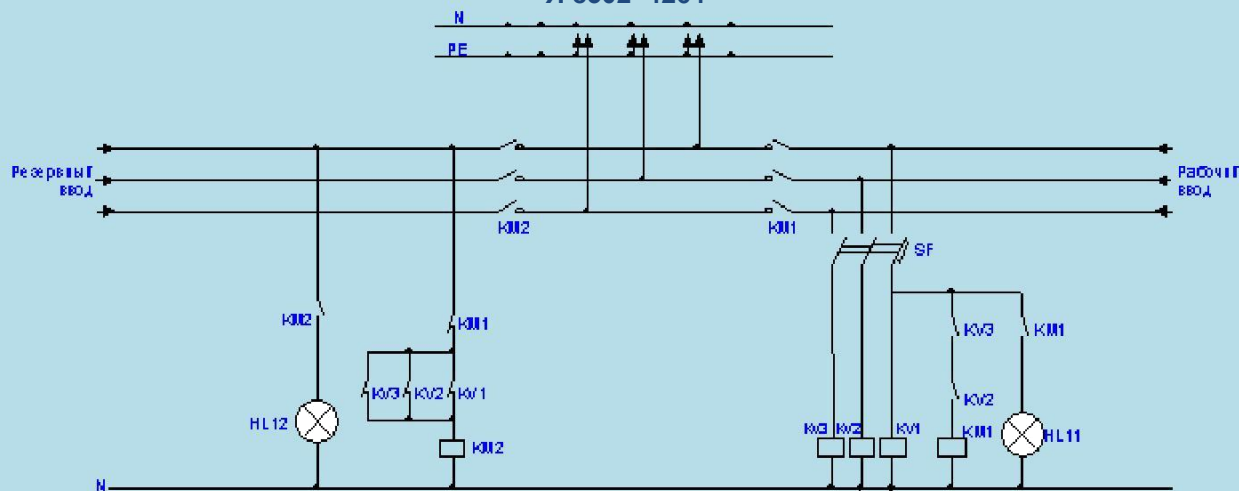 N
PE
Резервный
ввод
Рабочий
ввод
KM2
KM1
SF
KM2
KM1
KV3
KM1
KV3
KV2
KV1
KV2
HL12
KM2
KV3
KV2
KV1
KM1
HL11
N